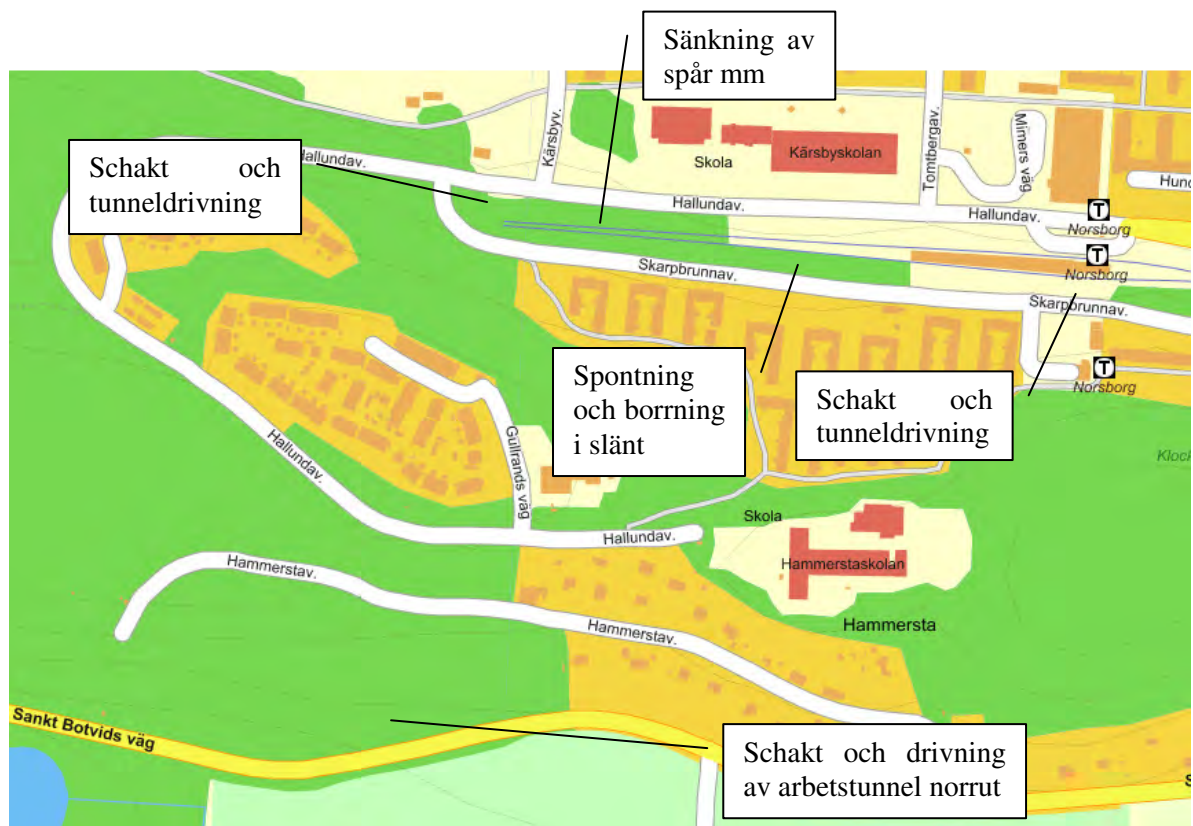 Sänkning av
spår mm
Schakt och
tunneldrivning
Hallundav.
Kärsbyv.
Skola
Kärsbyskolan
Tomtbergav.
Mimers väg
Hallundav.
Hallundav.
Hund
T
Norsborg
T
Norsborg
Skarpbrunnav.
Skarpbrunnav.
T
Norsborg
Spontning
och borrning
i slänt
Schakt och
tunneldrivning
Hallundav.
Gullrands väg
Klock
Skola
Hallundav.
Hammerstaskolan
Hammerstav.
Hammersta
Hammerstav.
Sankt Botvids väg
Schakt och drivning
av arbetstunnel norrut
S